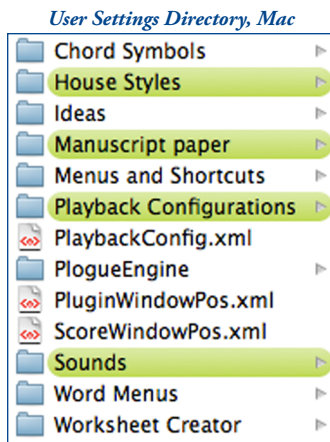 User Settings Directory, Mac
Chord Symbols
House Styles
Ideas
Manuscript paper
Menus and Shortcuts
Playback Configurations
PlaybackConfig.xml
PlogueEngine
PluginWindowPos.xml
ScoreWindowPos.xml
Sounds
Word Menus
Worksheet Creator